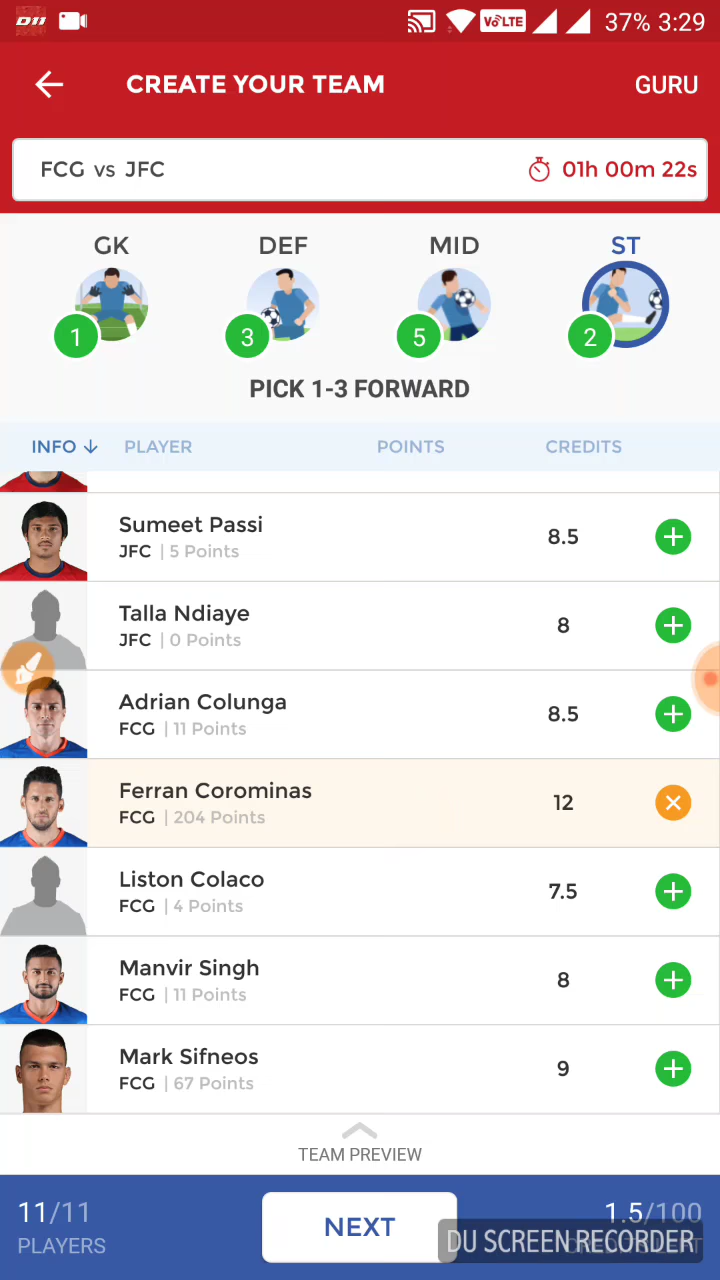 D11 VoLTE 37% 3:29
CREATE YOUR TEAM GURU
FCG vs JFC 01h 00m 22s
GK DEF MID ST
1 3 5 2
PICK 1-3 FORWARD
INFO PLAYER POINTS CREDITS
Sumeet Passi
JFC | 5 Points
8.5
Talla Ndiaye
JFC | 0 Points
8
Adrian Colunga
FCG | 11 Points
8.5
Ferran Corominas
FCG | 204 Points
12
Liston Colaco
FCG | 4 Points
7.5
Manvir Singh
FCG | 11 Points
8
Mark Sifneos
FCG | 67 Points
9
TEAM PREVIEW
11/11 NEXT 1.5/100
PLAYERS CREDITS LEFT
DU SCREEN RECORDER